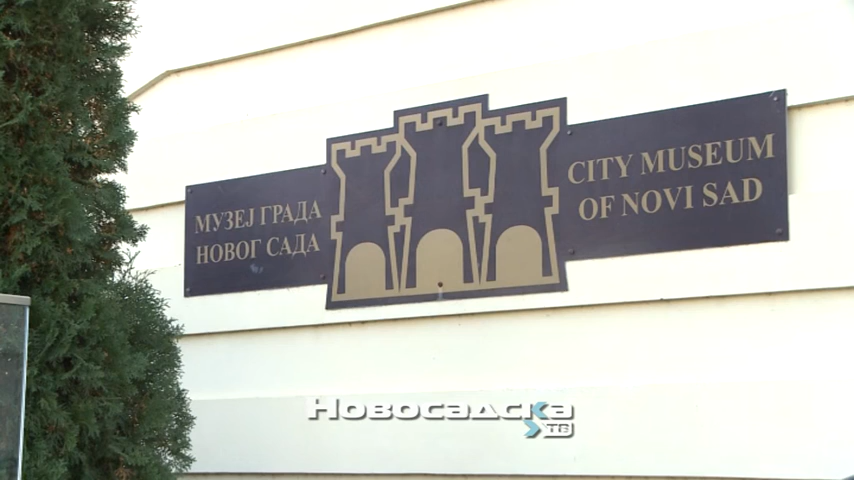 МУЗЕЈ ГРАДА
НОВОГ САДА
CITY MUSEUM
OF NOVI SAD
НОВОСАДСКА
ТВ